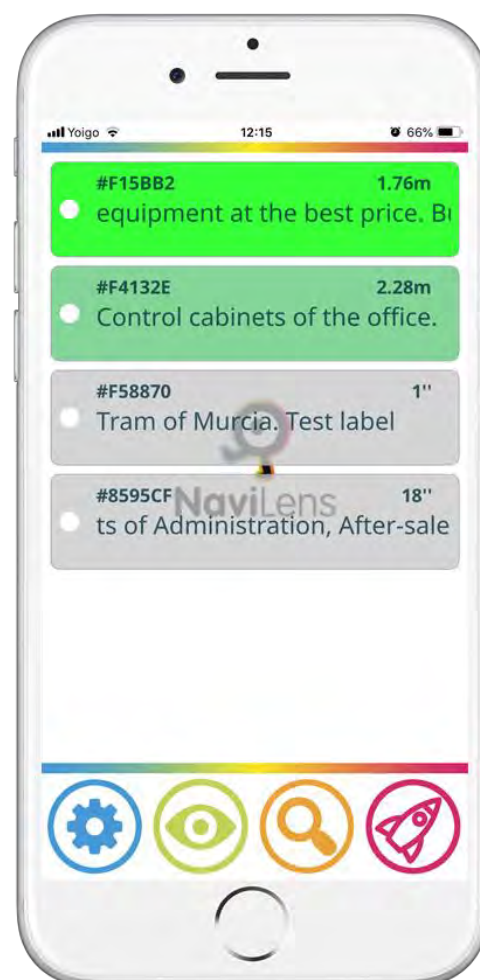 Yoigo 12:15 66%
#F15BB2 1.76m
equipment at the best price. Bu
#F4132E 2.28m
Control cabinets of the office.
#F58870 1''
Tram of Murcia. Test label
#8595CF 18''
NaviLens
ts of Administration, After-sale